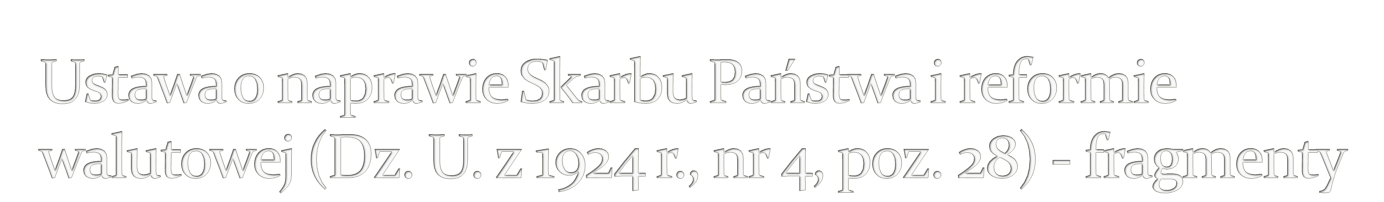 Ustawa o naprawie Skarbu Państwa i reformie
walutowej (Dz. U. z 1924 r., nr 4, poz. 28) - fragmenty